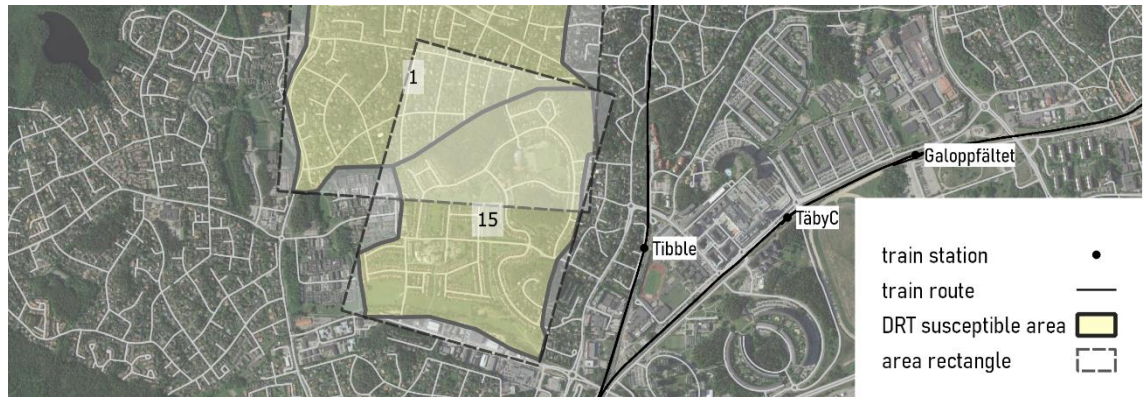 1
Galoppfältet
15
TäbyC
Tibble
train station
train route
DRT susceptible area
area rectangle